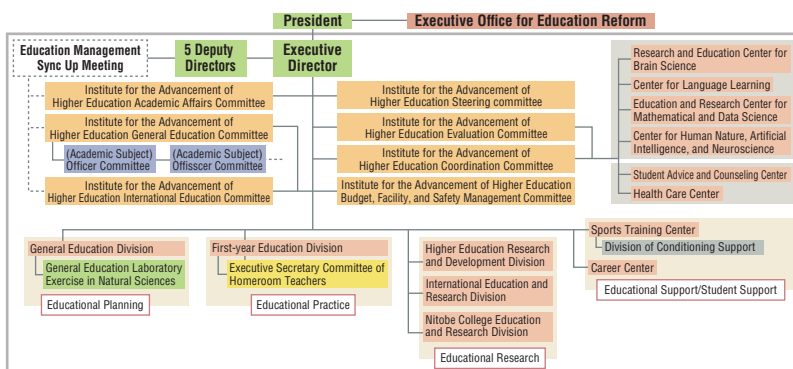 President
Executive Office for Education Reform
Education Management
Sync Up Meeting
5 Deputy
Directors
Executive
Director
Institute for the Advancement of
Higher Education Academic Affairs Committee
Institute for the Advancement of
Higher Education General Education Committee
(Academic Subject)
Officer Committee
(Academic Subject)
Offisscer Committee
Institute for the Advancement of
Higher Education International Education Committee
Institute for the Advancement of
Higher Education Steering committee
Institute for the Advancement of
Higher Education Evaluation Committee
Institute for the Advancement of
Higher Education Coordination Committee
Institute for the Advancement of Higher Education
Budget, Facility, and Safety Management Committee
Research and Education Center for
Brain Science
Center for Language Learning
Education and Research Center for
Mathematical and Data Science
Center for Human Nature, Artificial
Intelligence, and Neuroscience
Student Advice and Counseling Center
Health Care Center
General Education Division
General Education Laboratory
Exercise in Natural Sciences
Educational Planning
First-year Education Division
Executive Secretary Committee of
Homeroom Teachers
Educational Practice
Higher Education Research
and Development Division
International Education and
Research Division
Nitobe College Education
and Research Division
Educational Research
Sports Training Center
Division of Conditioning Support
Career Center
Educational Support/Student Support